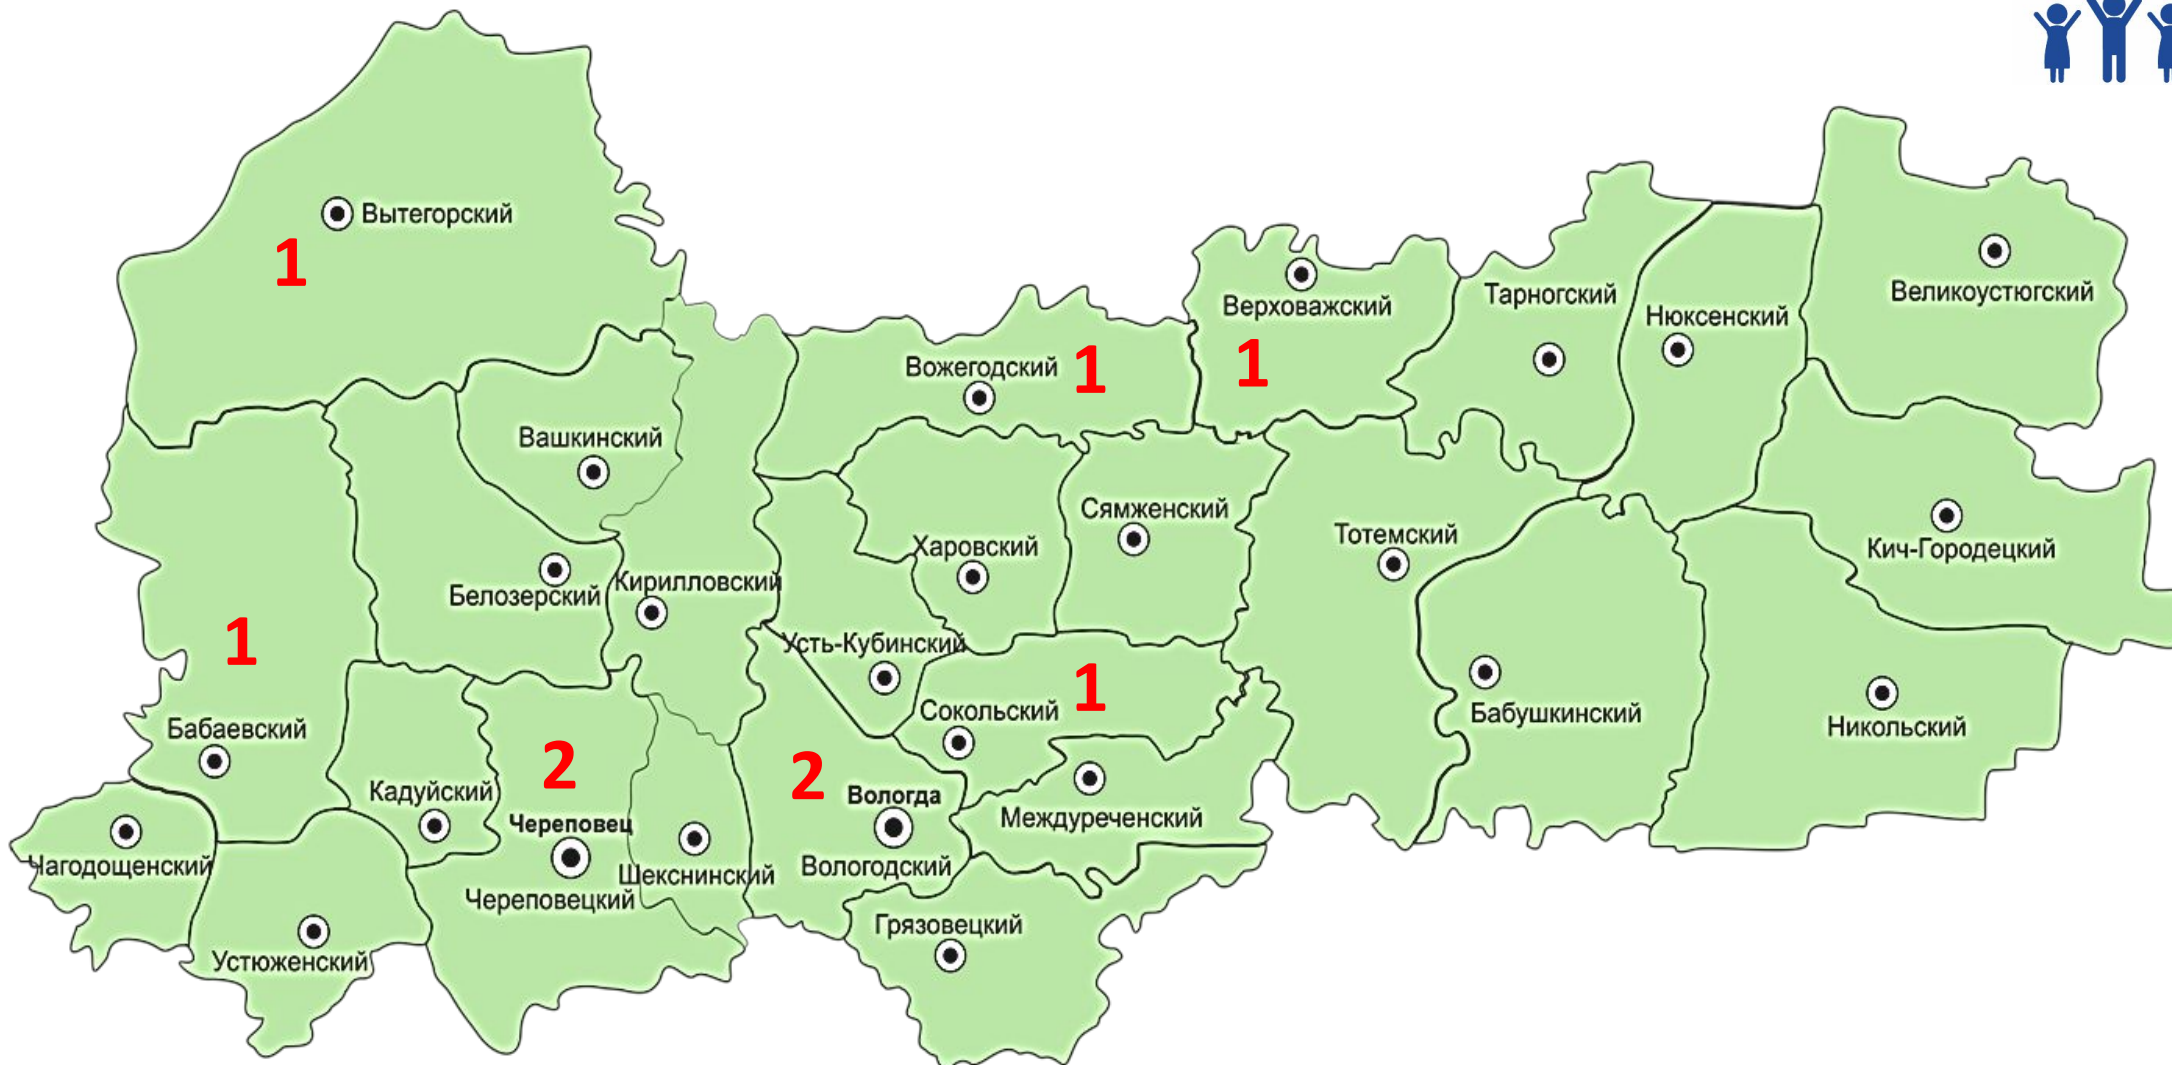 Вытегорский
1
Верховажский
1
Тарногский
Нюксенский
Великоустюгский
Вожегодский 1
Вашкинский
Сямженский
Харовский
Тотемский
Кич-Городецкий
Белозерский
Кирилловский
1
Усть-Кубинский
Сокольский 1
Бабушкинский
Никольский
Бабаевский
2
2
Кадуйский
Вологда
Череповец
Междуреченский
Чагодощенский
Шекснинский
Вологодский
Череповецкий
Грязовецкий
Устюженский